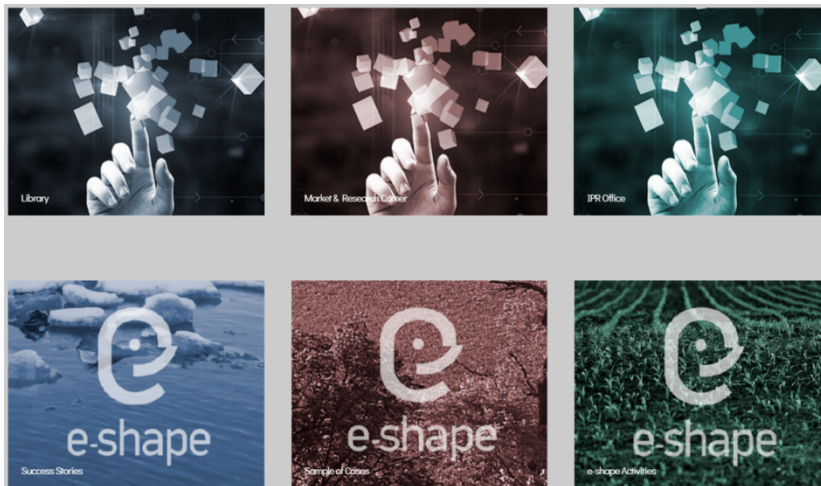 Library
Market & Research Corner
IPR Office
e-shape
Success Stories
e-shape
Sample of Cases
e-shape
e-shape Activities